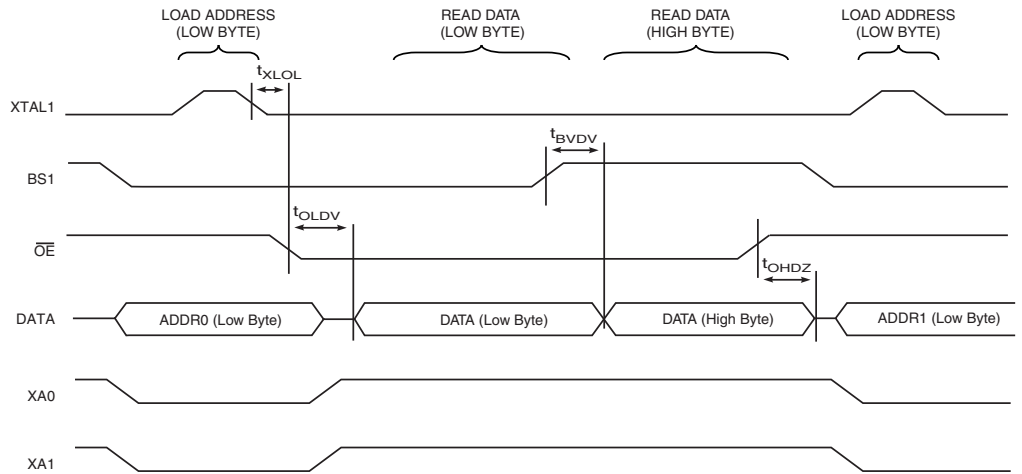 LOAD ADDRESS
(LOW BYTE)
READ DATA
(LOW BYTE)
READ DATA
(HIGH BYTE)
LOAD ADDRESS
(LOW BYTE)
tXLOL
XTAL1
tBVDV
BS1
tOLDV
OE
tOHDZ
DATA
ADDR0 (Low Byte)
DATA (Low Byte)
DATA (High Byte)
ADDR1 (Low Byte)
XA0
XA1